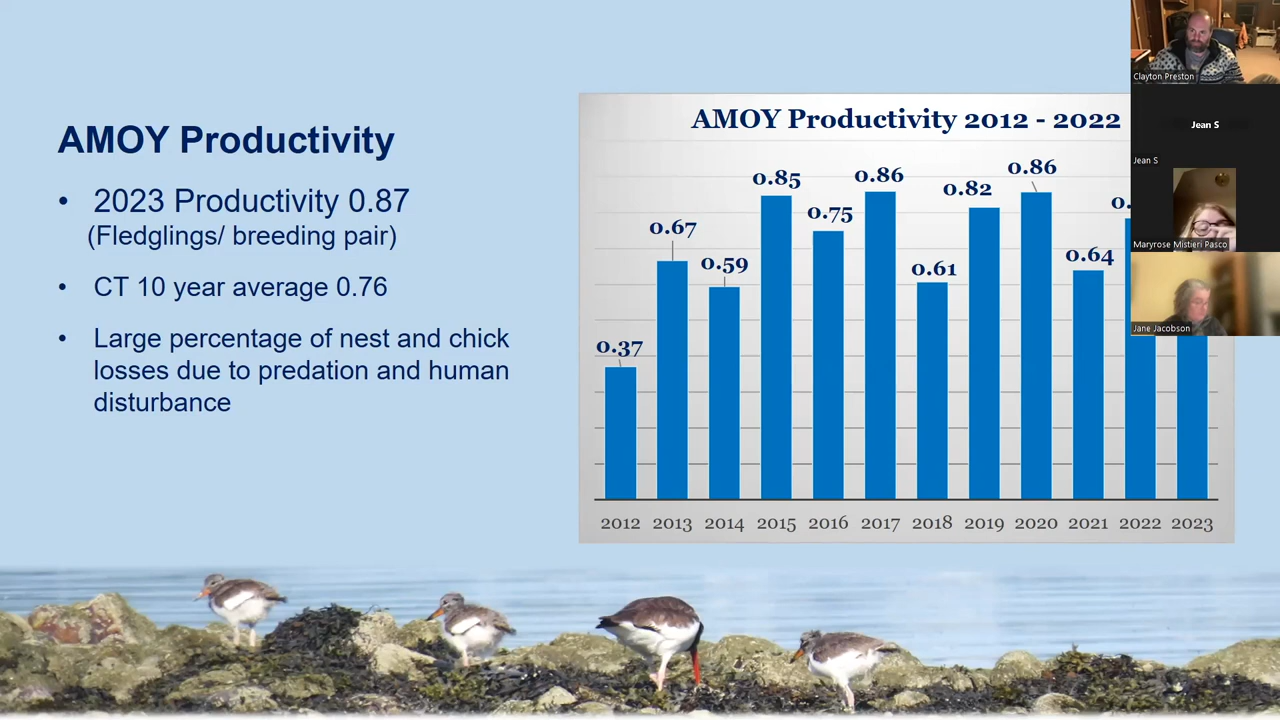 AMOY Productivity
• 2023 Productivity 0.87
(Fledglings/ breeding pair)
• CT 10 year average 0.76
• Large percentage of nest and chick
losses due to predation and human
disturbance
AMOY Productivity 2012 - 2022
0.37
0.67
0.59
0.85
0.75
0.86
0.61
0.82
0.86
0.64
0.
2012 2013 2014 2015 2016 2017 2018 2019 2020 2021 2022 2023
Clayton Preston
Jean S
Jean S
Maryrose Mistieri Pasco
Jane Jacobson